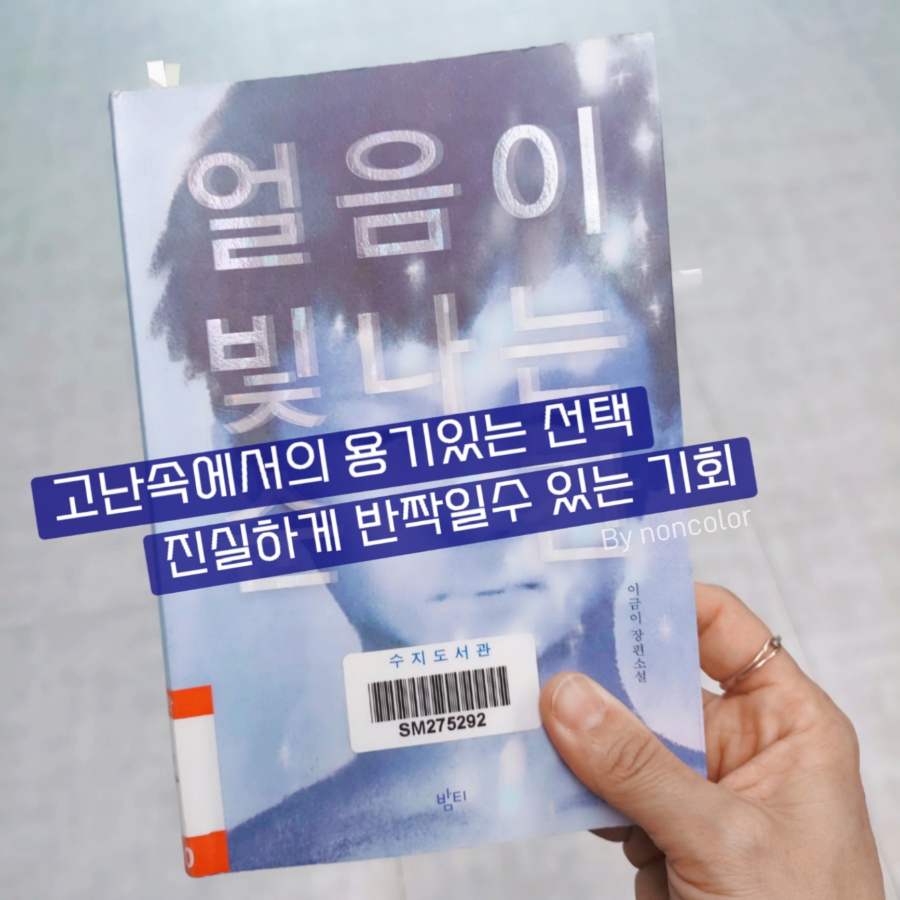 얼음이
빛나는
고난속에서의 용기있는 선택
진실하게 반짝일수 있는 기회
By noncolor
이금이 장편소설
수지도서관
SM275292
밤티